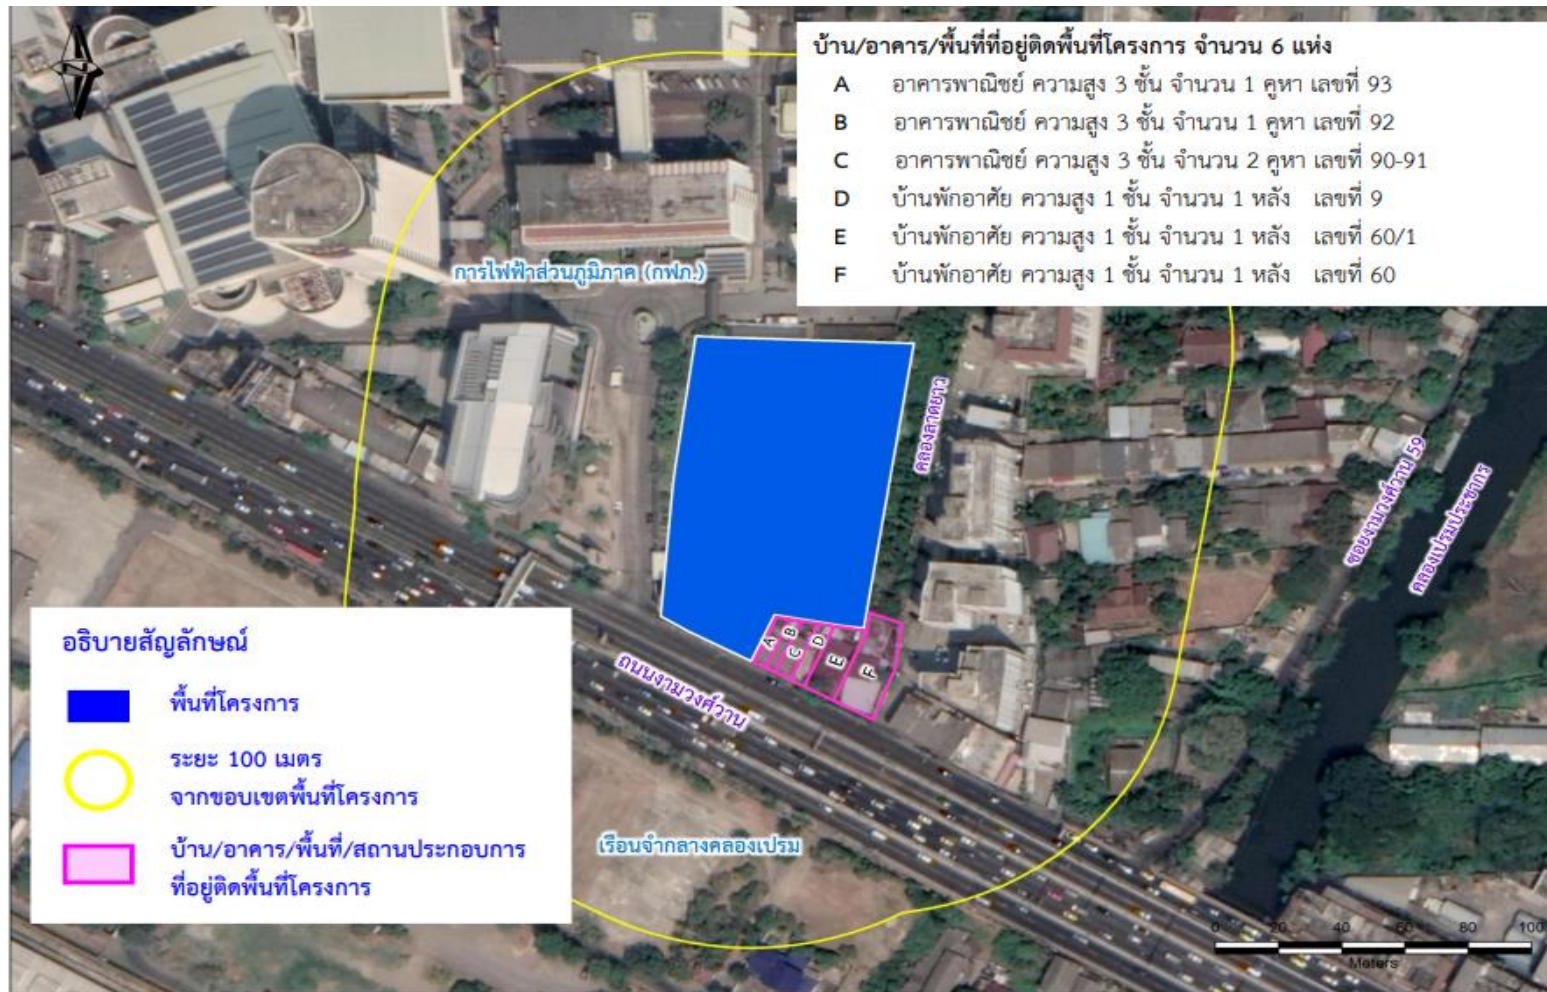 บ้าน/อาคาร/พื้นที่ที่อยู่ติดพื้นที่โครงการ จำนวน 6 แห่ง
A อาคารพาณิชย์ ความสูง 3 ชั้น จำนวน 1 คูหา เลขที่ 93
B อาคารพาณิชย์ ความสูง 3 ชั้น จำนวน 1 คูหา เลขที่ 92
C อาคารพาณิชย์ ความสูง 3 ชั้น จำนวน 2 คูหา เลขที่ 90-91
D บ้านพักอาศัย ความสูง 1 ชั้น จำนวน 1 หลัง เลขที่ 9
E บ้านพักอาศัย ความสูง 1 ชั้น จำนวน 1 หลัง เลขที่ 60/1
F บ้านพักอาศัย ความสูง 1 ชั้น จำนวน 1 หลัง เลขที่ 60
การไฟฟ้าส่วนภูมิภาค (กฟภ.)
คลองลาดยาว
ซอยงามวงศ์วาน 59
คลองเปรมประชากร
A
B
C
D
E
F
ถนนงามวงศ์วาน
เรือนจำกลางคลองเปรม
อธิบายสัญลักษณ์
พื้นที่โครงการ
ระยะ 100 เมตร
จากขอบเขตพื้นที่โครงการ
บ้าน/อาคาร/พื้นที่/สถานประกอบการ
ที่อยู่ติดพื้นที่โครงการ
0 20 40 60 80 100
Meters